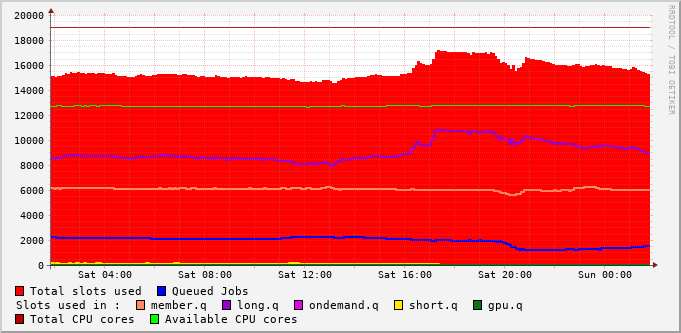 20000
18000
16000
14000
12000
10000
8000
6000
4000
2000
0
Sat 04:00 Sat 08:00 Sat 12:00 Sat 16:00 Sat 20:00 Sun 00:00
RRDTOOL / TOBI OETIKER
Total slots used Queued Jobs
Slots used in : member.q long.q ondemand.q short.q gpu.q
Total CPU cores Available CPU cores